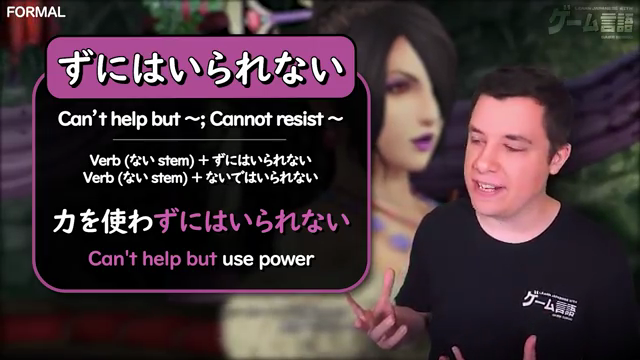 FORMAL
ゲーム言語
ずにはいられない
Can't help but ～; Cannot resist ～
Verb (ない stem) + ずにはいられない
Verb (ない stem) + ないではいられない
力を使わずにはいられない
Can't help but use power
ゲーム言語